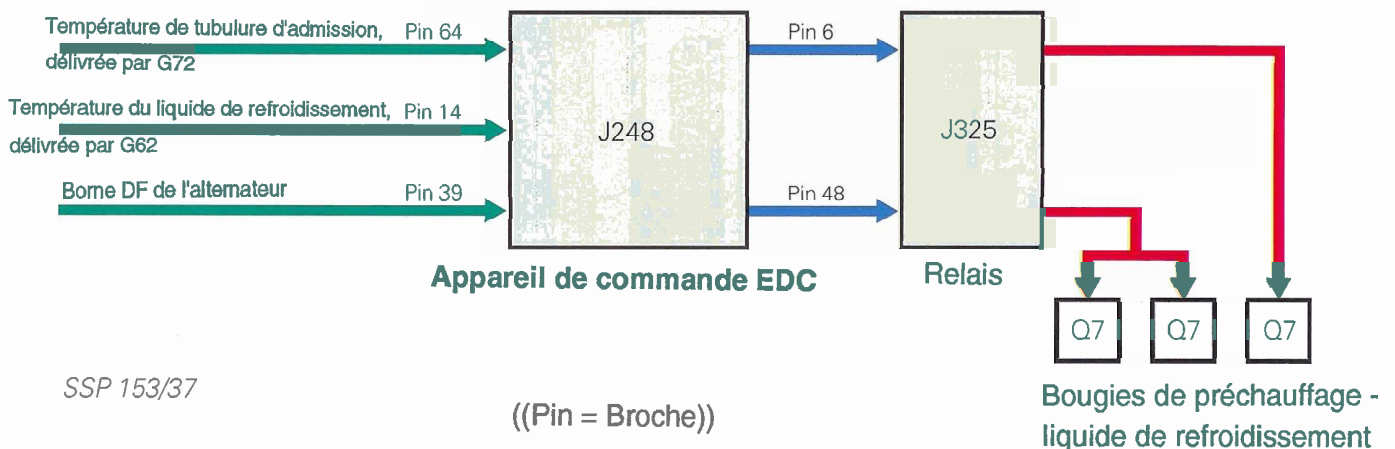 Température de tubulure d'admission, Pin 64
délivrée par G72
Température du liquide de refroidissement, Pin 14
délivrée par G62
Borne DF de l'alternateur Pin 39
J248
Pin 6
Pin 48
J325
Appareil de commande EDC
Relais
Q7 Q7 Q7
SSP 153/37
((Pin = Broche))
Bougies de préchauffage -
liquide de refroidissement